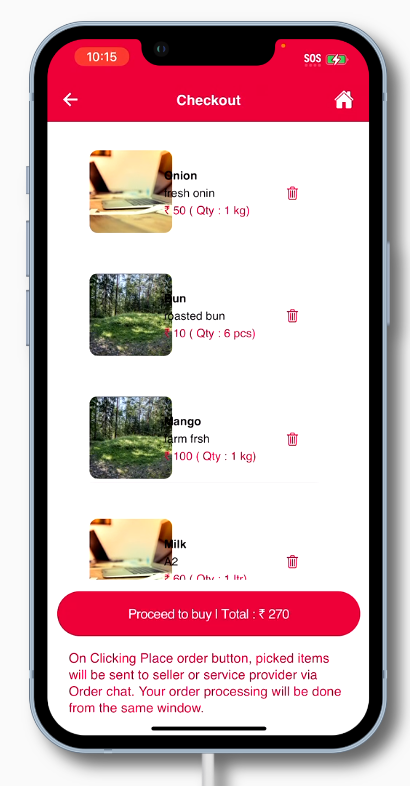 10:15
SOS
Checkout
Onion
fresh onin
₹ 50 ( Qty : 1 kg)
Bun
roasted bun
₹ 10 ( Qty : 6 pcs)
Mango
farm frsh
₹ 100 ( Qty : 1 kg)
Milk
A2
₹ 60 ( Qty : 1 ltr)
Proceed to buy | Total : ₹ 270
On Clicking Place order button, picked items
will be sent to seller or service provider via
Order chat. Your order processing will be done
from the same window.